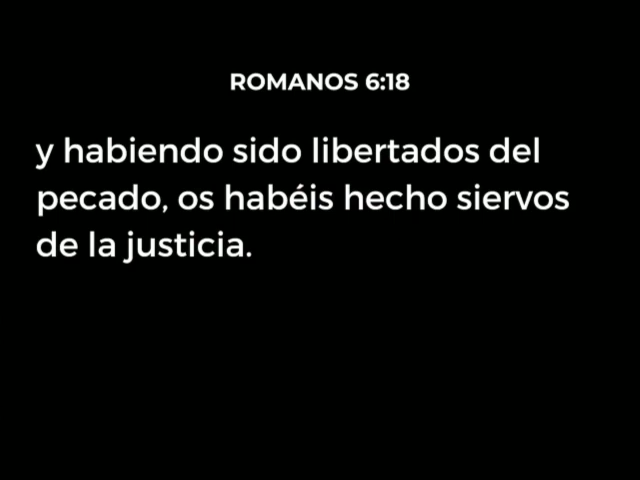 ROMANOS 6:18
y habiendo sido libertados del
pecado, os habéis hecho siervos
de la justicia.